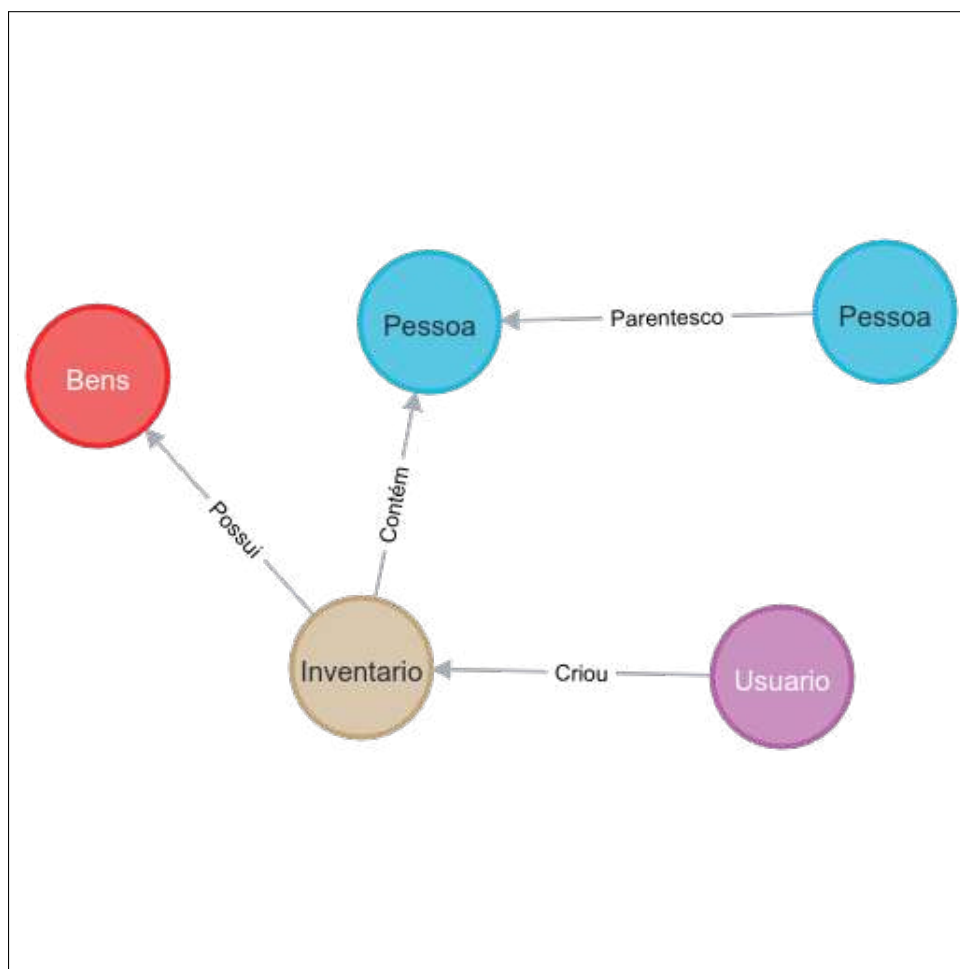 Pessoa
Parentesco
Pessoa
Bens
Contém
Possui
Inventario
Criou
Usuario